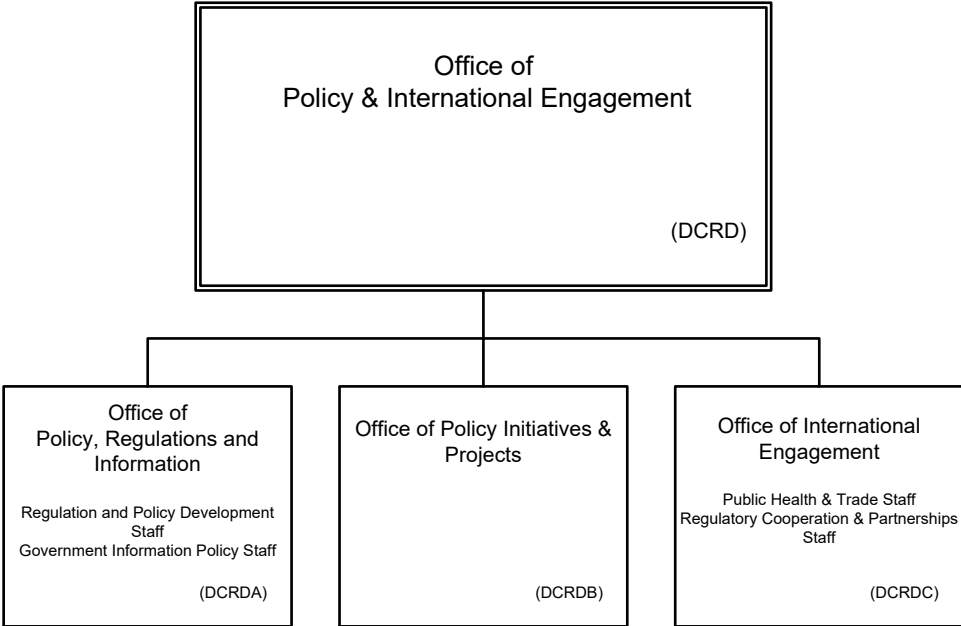 Office of
Policy & International Engagement
(DCRD)
Office of
Policy, Regulations and
Information
Regulation and Policy Development
Staff
Government Information Policy Staff
(DCRDA)
Office of Policy Initiatives &
Projects
(DCRDB)
Office of International
Engagement
Public Health & Trade Staff
Regulatory Cooperation & Partnerships
Staff
(DCRDC)